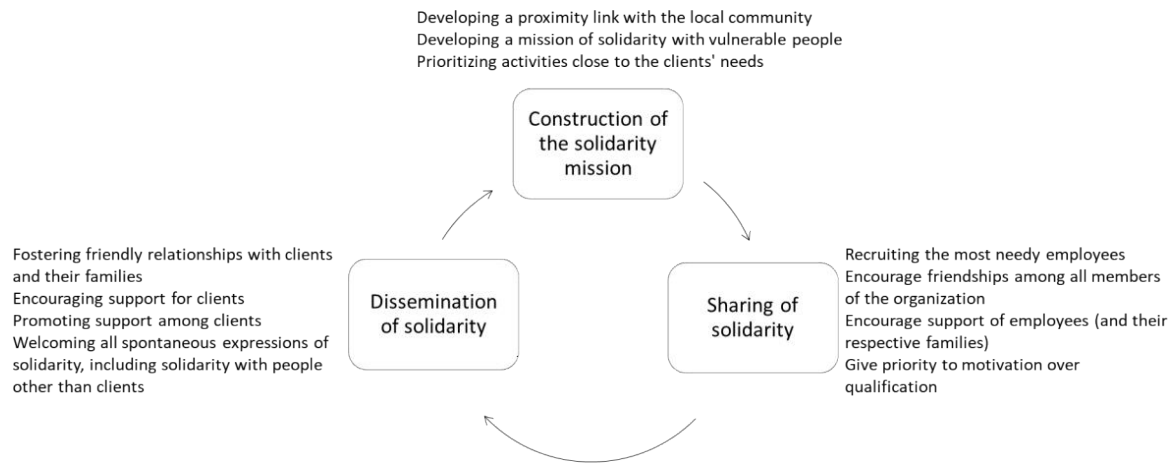 Developing a proximity link with the local community
Developing a mission of solidarity with vulnerable people
Prioritizing activities close to the clients' needs
Construction of
the solidarity
mission
Fostering friendly relationships with clients
and their families
Encouraging support for clients
Promoting support among clients
Welcoming all spontaneous expressions of
solidarity, including solidarity with people
other than clients
Dissemination
of solidarity
Sharing of
solidarity
Recruiting the most needy employees
Encourage friendships among all members
of the organization
Encourage support of employees (and their
respective families)
Give priority to motivation over
qualification